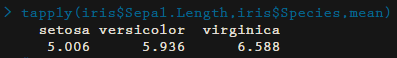 > tapply(iris$Sepal.Length,iris$Species,mean)
setosa versicolor virginica
5.006 5.936 6.588